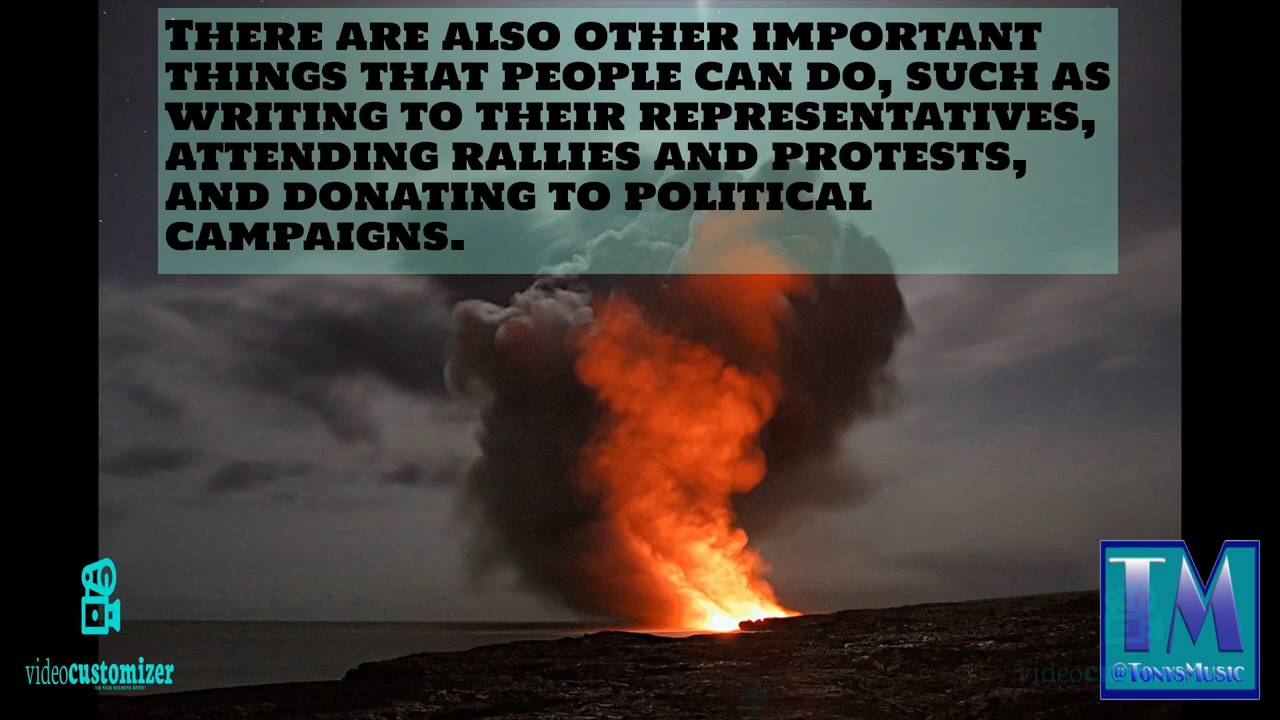 There are also other important
things that people can do, such as
writing to their representatives,
attending rallies and protests,
and donating to political
campaigns.
videocustomizer
TM
@TonysMusic
videoc